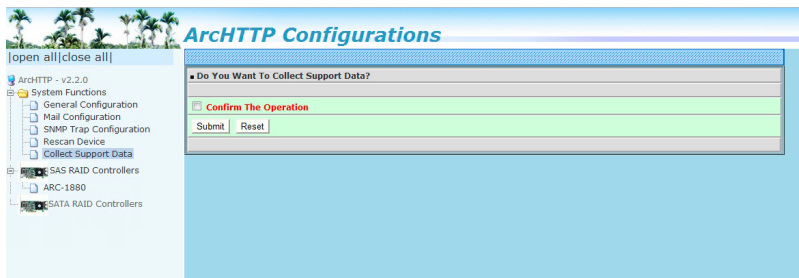 ArcHTTP Configurations
|open all|close all|
ArcHTTP - v2.2.0
System Functions
General Configuration
Mail Configuration
SNMP Trap Configuration
Rescan Device
Collect Support Data
SAS RAID Controllers
ARC-1880
SATA RAID Controllers
Do You Want To Collect Support Data?
Confirm The Operation
Submit Reset